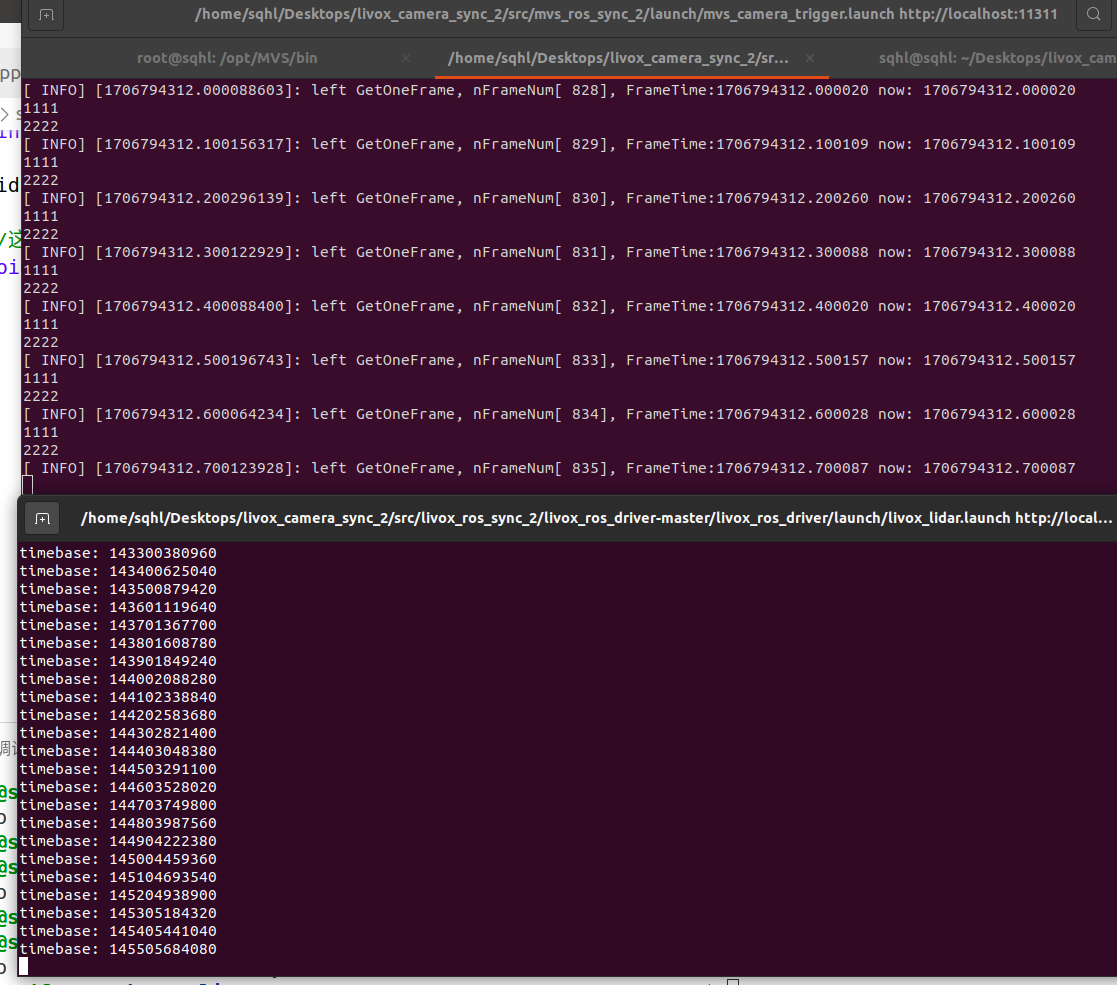 /home/sqhl/Desktops/livox_camera_sync_2/src/mvs_ros_sync_2/launch/mvs_camera_trigger.launch http://localhost:11311
root@sqhl: /opt/MVS/bin × /home/sqhl/Desktops/livox_camera_sync_2/sr... × sqhl@sqhl: ~/Desktops/livox_cam
[ INFO] [1706794312.000088603]: left GetOneFrame, nFrameNum[ 828], FrameTime:1706794312.000020 now: 1706794312.000020
1111
2222
[ INFO] [1706794312.100156317]: left GetOneFrame, nFrameNum[ 829], FrameTime:1706794312.100109 now: 1706794312.100109
1111
2222
[ INFO] [1706794312.200296139]: left GetOneFrame, nFrameNum[ 830], FrameTime:1706794312.200260 now: 1706794312.200260
1111
2222
[ INFO] [1706794312.300122929]: left GetOneFrame, nFrameNum[ 831], FrameTime:1706794312.300088 now: 1706794312.300088
1111
2222
[ INFO] [1706794312.400088400]: left GetOneFrame, nFrameNum[ 832], FrameTime:1706794312.400020 now: 1706794312.400020
1111
2222
[ INFO] [1706794312.500196743]: left GetOneFrame, nFrameNum[ 833], FrameTime:1706794312.500157 now: 1706794312.500157
1111
2222
[ INFO] [1706794312.600064234]: left GetOneFrame, nFrameNum[ 834], FrameTime:1706794312.600028 now: 1706794312.600028
1111
2222
[ INFO] [1706794312.700123928]: left GetOneFrame, nFrameNum[ 835], FrameTime:1706794312.700087 now: 1706794312.700087
/home/sqhl/Desktops/livox_camera_sync_2/src/livox_ros_sync_2/livox_ros_driver-master/livox_ros_driver/launch/livox_lidar.launch http://local...
timebase: 143300380960
timebase: 143400625040
timebase: 143500879420
timebase: 143601119640
timebase: 143701367700
timebase: 143801608780
timebase: 143901849240
timebase: 144002088280
timebase: 144102338840
timebase: 144202583680
timebase: 144302821400
timebase: 144403048380
timebase: 144503291100
timebase: 144603528020
timebase: 144703749800
timebase: 144803987560
timebase: 144904222380
timebase: 145004459360
timebase: 145104693540
timebase: 145204938900
timebase: 145305184320
timebase: 145405441040
timebase: 145505684080